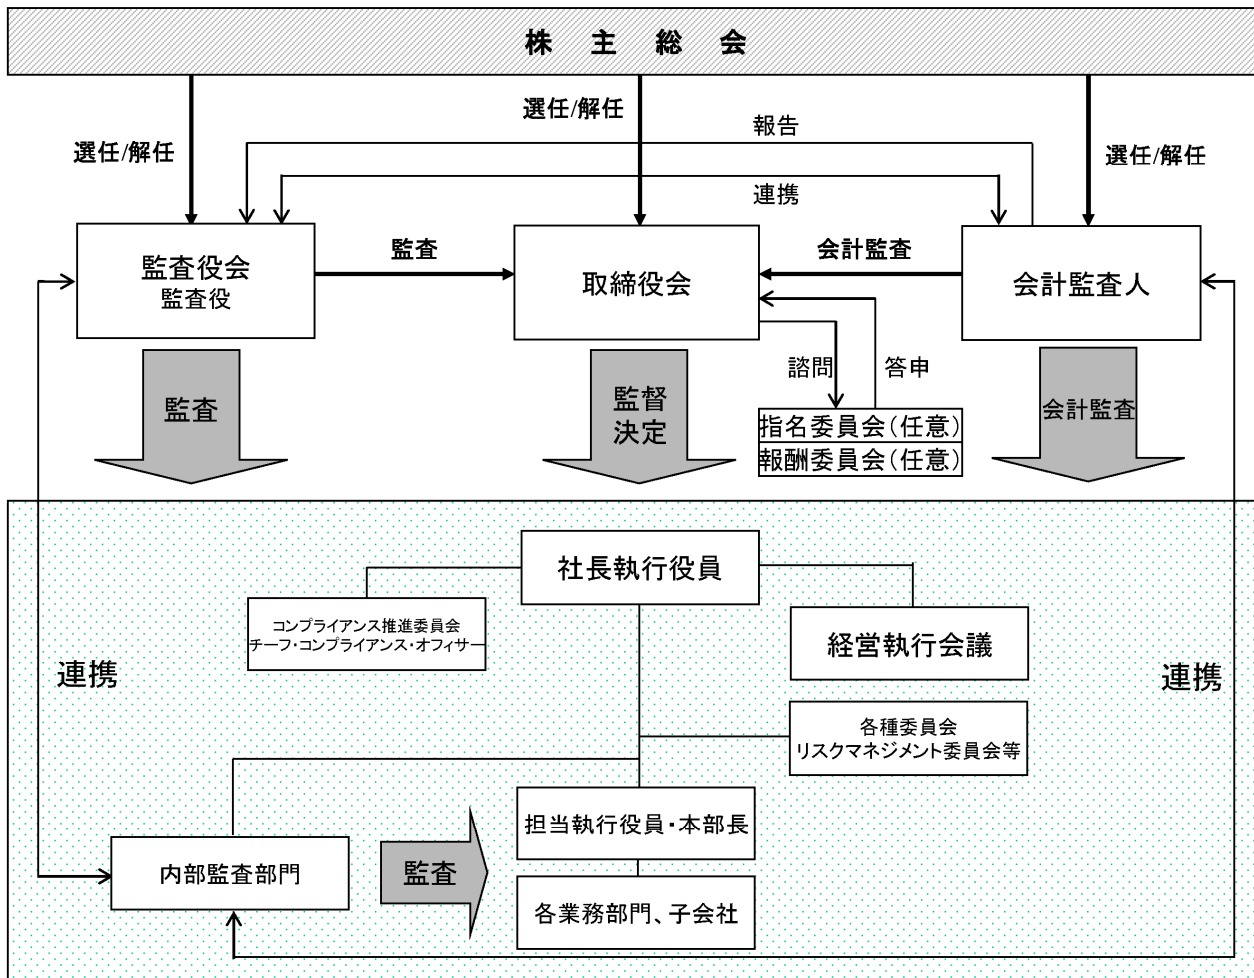 株 主 総 会
選任/解任
選任/解任
選任/解任
報告
連携
監査役会
監査役
監査
取締役会
会計監査
会計監査人
諮問
答申
指名委員会(任意)
報酬委員会(任意)
監査
監督
決定
会計監査
社長執行役員
コンプライアンス推進委員会
チーフ・コンプライアンス・オフィサー
経営執行会議
連携
連携
各種委員会
リスクマネジメント委員会等
担当執行役員・本部長
内部監査部門
監査
各業務部門、子会社